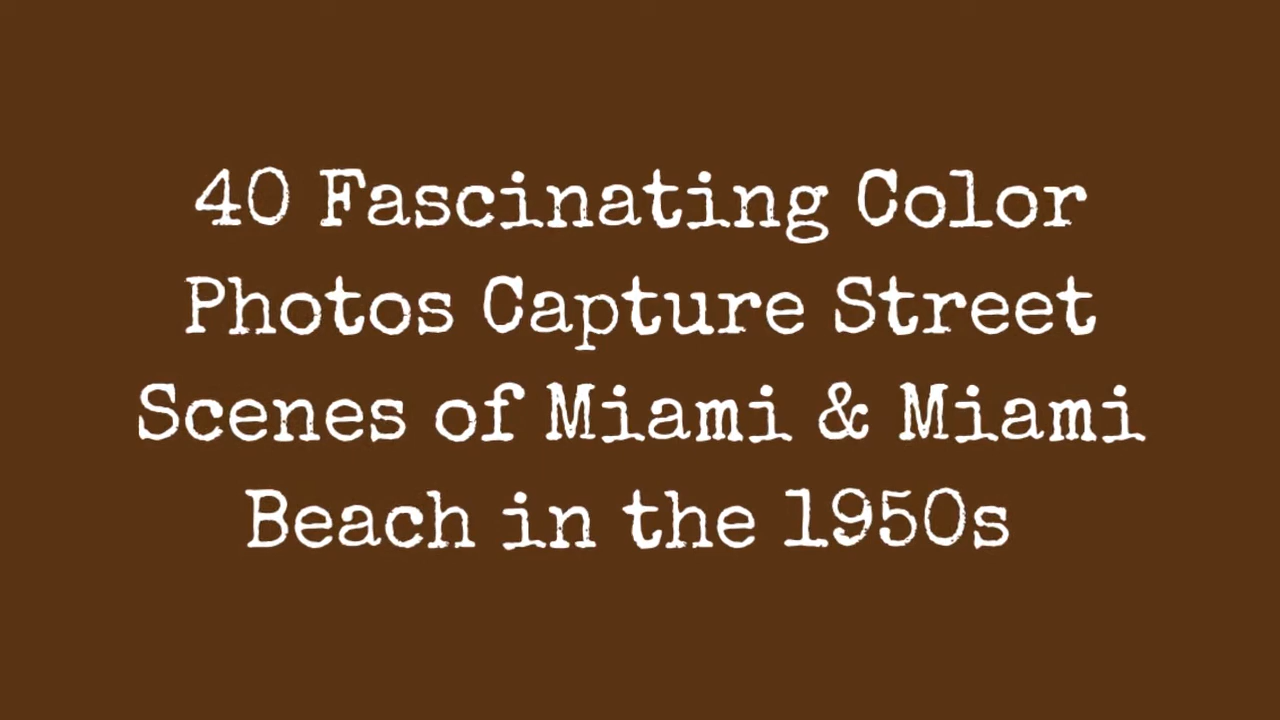 40 Fascinating Color
Photos Capture Street
Scenes of Miami & Miami
Beach in the 1950s